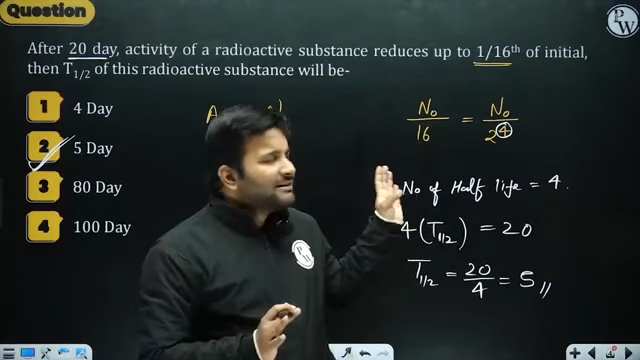 Question
PW
After 20 day, activity of a radioactive substance reduces up to 1/16th of initial,
then T1/2 of this radioactive substance will be-
1 4 Day
2 5 Day
3 80 Day
4 100 Day
N₀/16 = N₀/2⁴
No of Half life = 4.
4(T1/2) = 20
T1/2 = 20/4 = 5